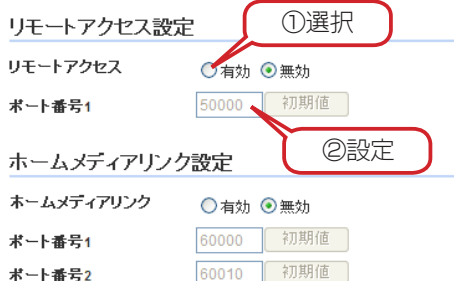 リモートアクセス設定
①選択
リモートアクセス 有効 無効
ポート番号1 50000 初期値
②設定
ホームメディアリンク設定
ホームメディアリンク 有効 無効
ポート番号1 60000 初期値
ポート番号2 60010 初期値